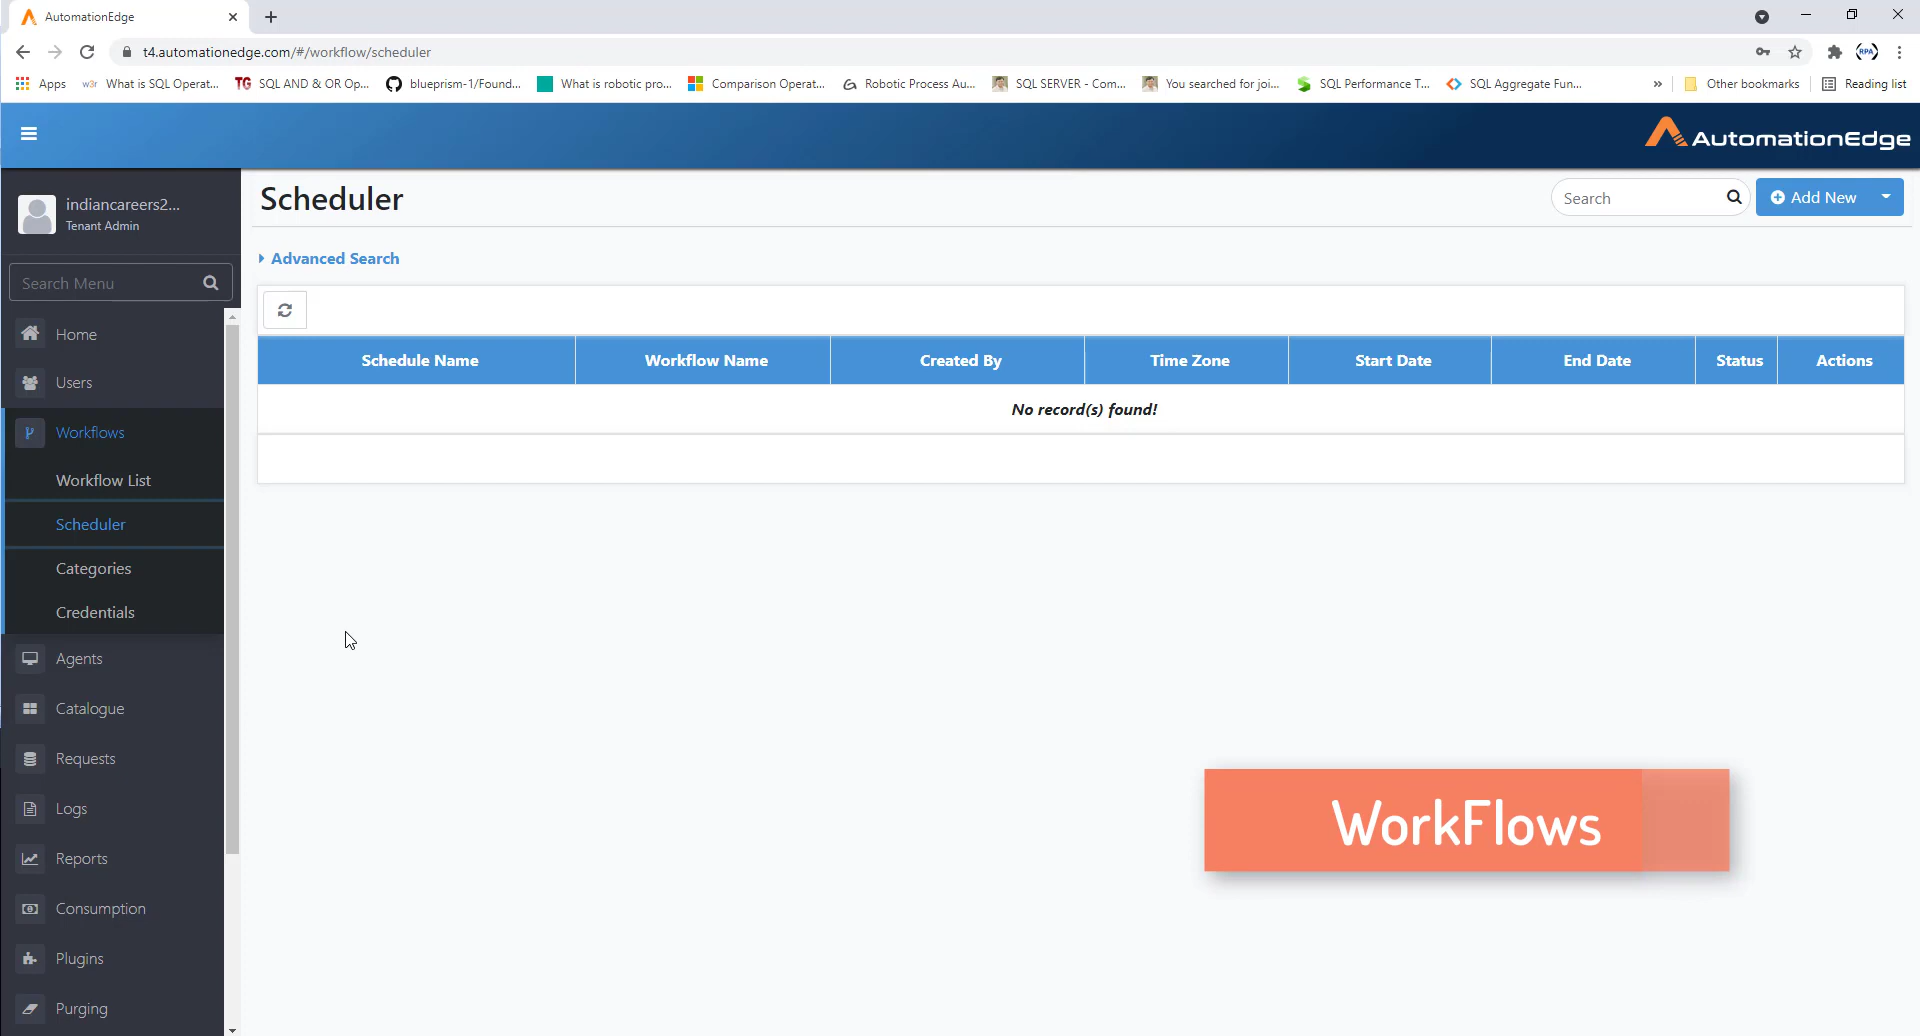 AutomationEdge
t4.automationedge.com/#/workflow/scheduler
Apps
w3r What is SQL Operat...
TG SQL AND & OR Op...
blueprism-1/Found...
What is robotic pro...
Comparison Operat...
Robotic Process Au...
SQL SERVER - Com...
You searched for joi...
SQL Performance T...
SQL Aggregate Fun...
»
Other bookmarks
Reading list
RPA
AutomationEdge
indiancareers2...
Tenant Admin
Search Menu
Home
Users
Workflows
Workflow List
Scheduler
Categories
Credentials
Agents
Catalogue
Requests
Logs
Reports
Consumption
Plugins
Purging
Scheduler
Search
Add New
Advanced Search
Schedule Name Workflow Name Created By Time Zone Start Date End Date Status Actions
No record(s) found!
WorkFlows